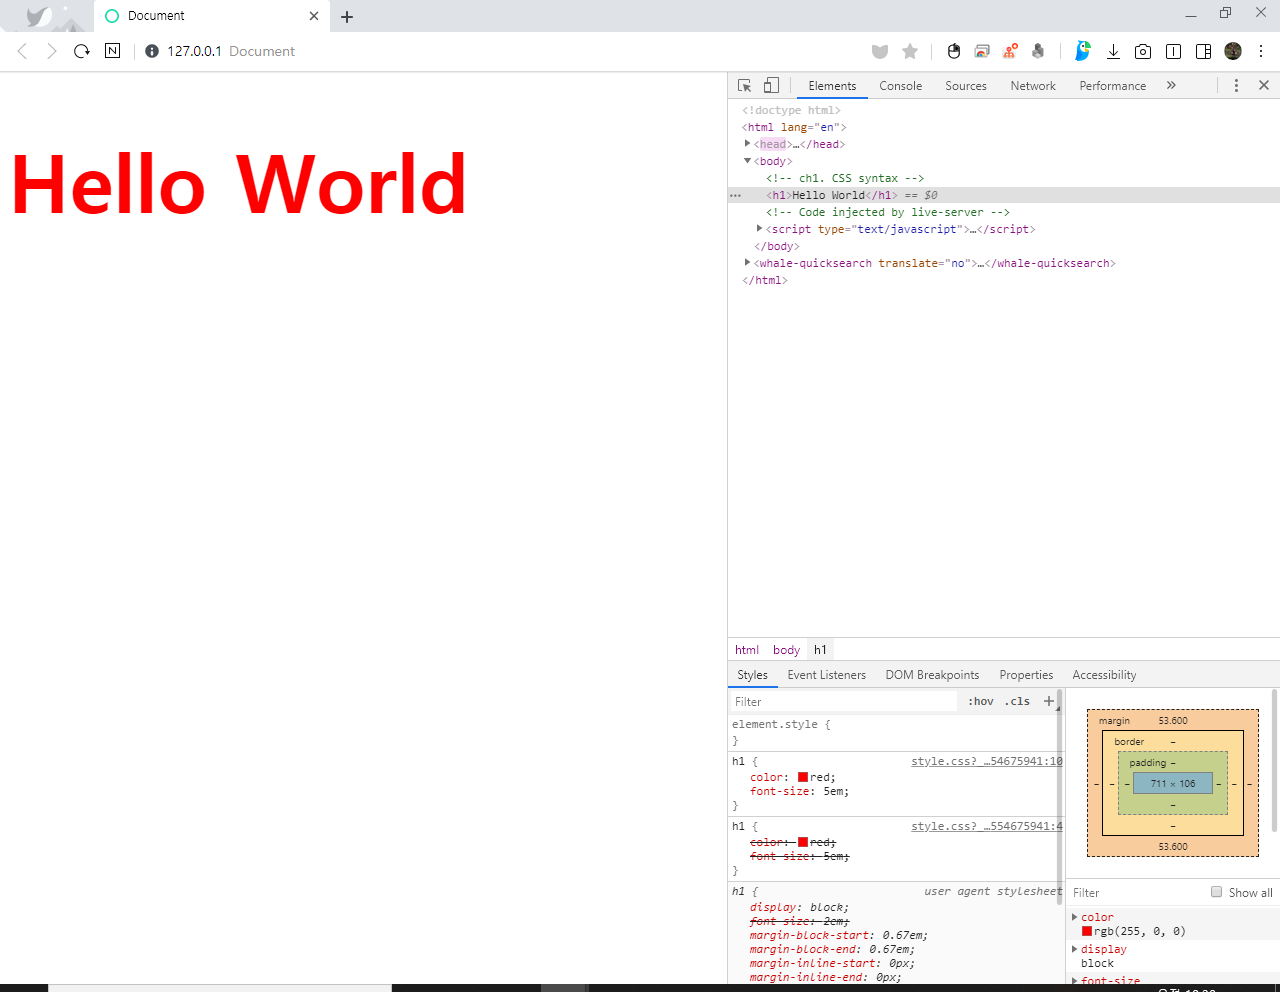 Document
N
127.0.0.1 Document
Hello World
Elements Console Sources Network Performance »
<!doctype html>
<html lang="en">
<head>…</head>
<body>
<!-- ch1. CSS syntax -->
<h1>Hello World</h1> == $0
<!-- Code injected by live-server -->
<script type="text/javascript">…</script>
</body>
<whale-quicksearch translate="no">…</whale-quicksearch>
</html>
html body h1
Styles Event Listeners DOM Breakpoints Properties Accessibility
Filter :hov .cls +
element.style {
}
h1 { style.css?_…54675941:10
color: red;
font-size: 5em;
}
h1 { style.css?_…554675941:4
color: red;
font-size: 5em;
}
h1 { user agent stylesheet
display: block;
font-size: 2em;
margin-block-start: 0.67em;
margin-block-end: 0.67em;
margin-inline-start: 0px;
margin-inline-end: 0px;
margin 53.600
border –
padding –
– – – 711 × 106 – – –
–
–
53.600
Filter Show all
color
rgb(255, 0, 0)
display
block
font-size